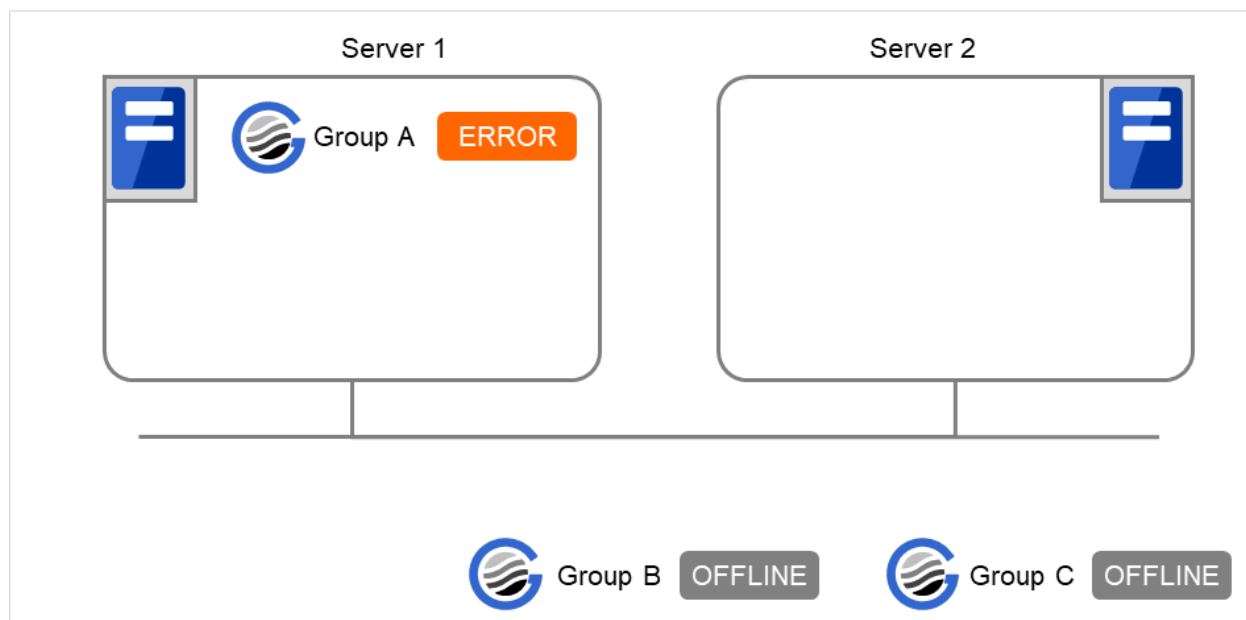 Server 1
Server 2
Group A ERROR
Group B OFFLINE
Group C OFFLINE